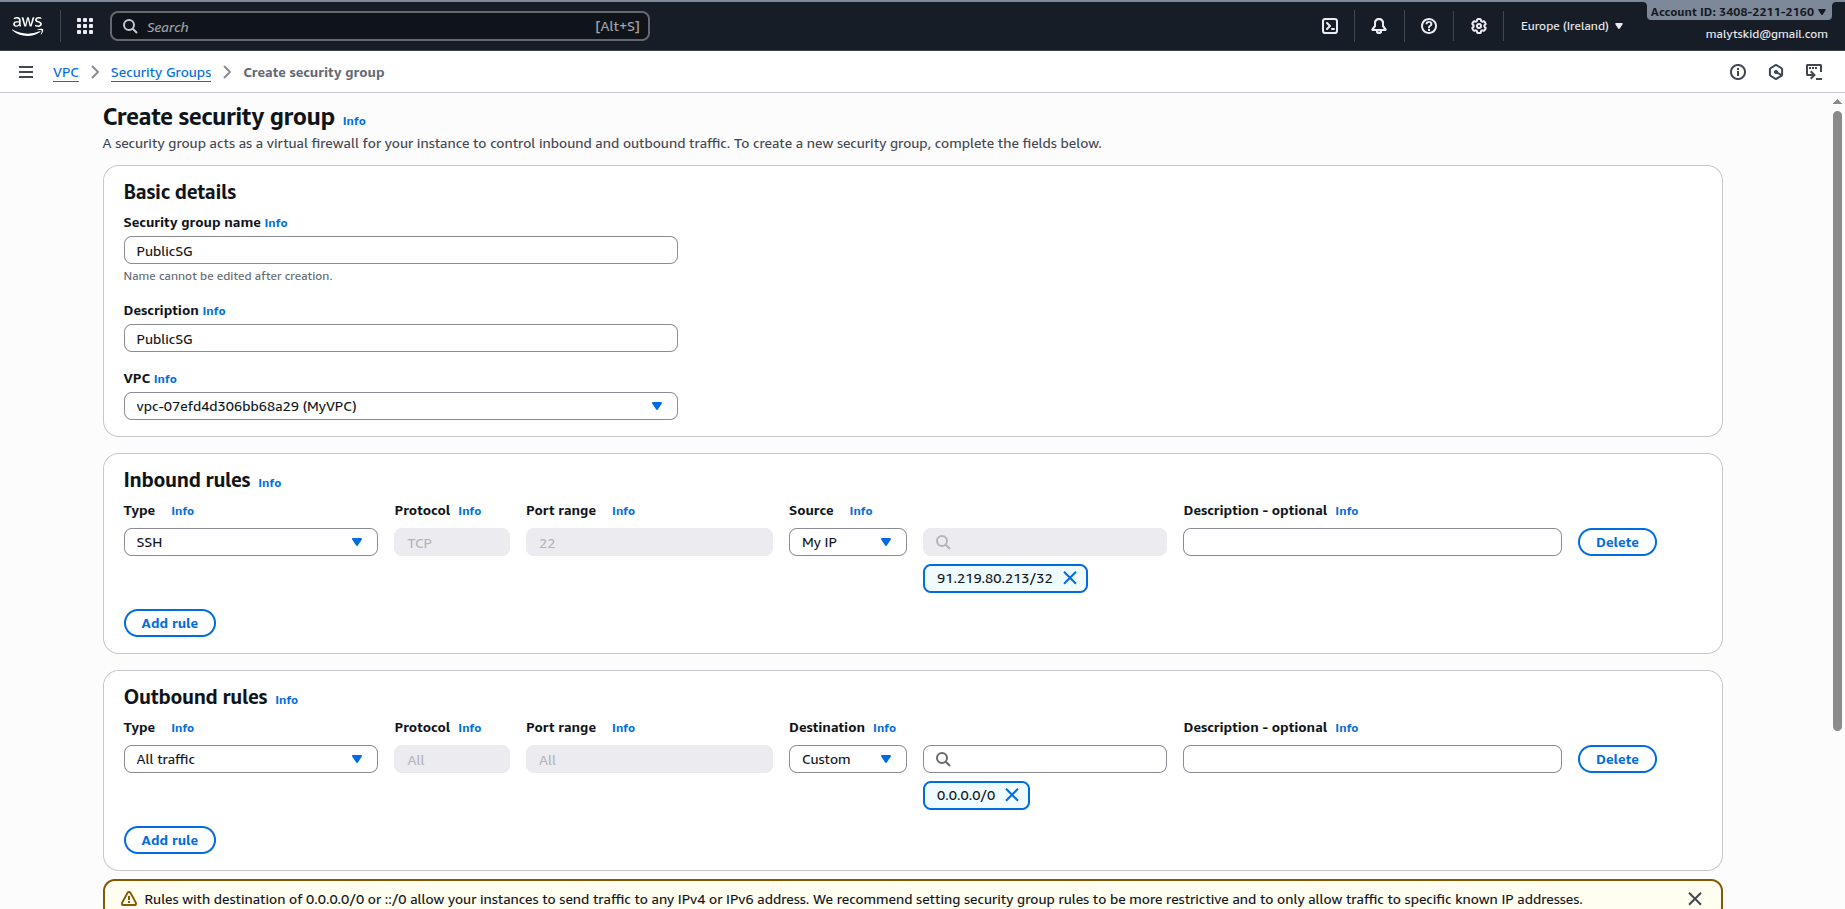 aws
Search [Alt+S]
Europe (Ireland)
Account ID: 3408-2211-2160
malytskid@gmail.com
VPC > Security Groups > Create security group
Create security group Info
A security group acts as a virtual firewall for your instance to control inbound and outbound traffic. To create a new security group, complete the fields below.
Basic details
Security group name Info
PublicSG
Name cannot be edited after creation.
Description Info
PublicSG
VPC Info
vpc-07efd4d306bb68a29 (MyVPC)
Inbound rules Info
Type Info Protocol Info Port range Info Source Info Description - optional Info
SSH TCP 22 My IP Delete
91.219.80.213/32
Add rule
Outbound rules Info
Type Info Protocol Info Port range Info Destination Info Description - optional Info
All traffic All All Custom Delete
0.0.0.0/0
Add rule
Rules with destination of 0.0.0.0/0 or ::/0 allow your instances to send traffic to any IPv4 or IPv6 address. We recommend setting security group rules to be more restrictive and to only allow traffic to specific known IP addresses.